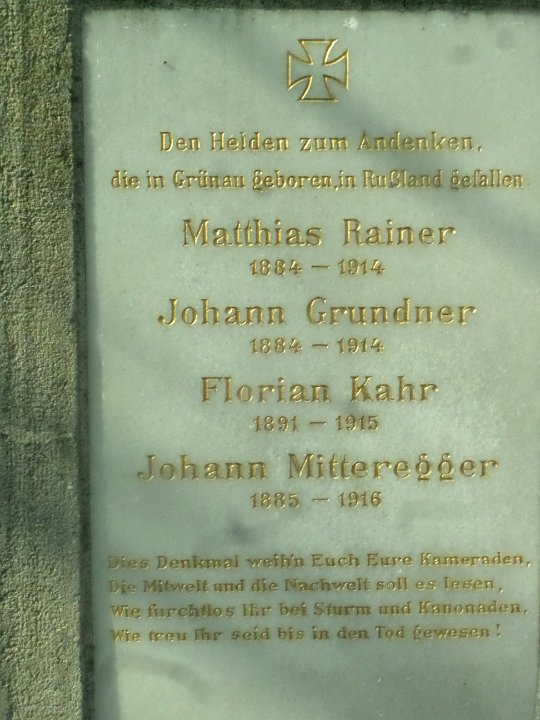 Den Helden zum Andenken,
die in Grünau geboren, in Rußland gefallen
Matthias Rainer
1884 – 1914
Johann Grundner
1884 – 1914
Florian Kahr
1891 – 1915
Johann Mitteregger
1885 – 1916
Dies Denkmal weih'n Euch Eure Kameraden,
Die Mitwelt und die Nachwelt soll es lesen,
Wie furchtlos Ihr bei Sturm und Kanonaden,
Wie treu Ihr seid bis in den Tod gewesen!